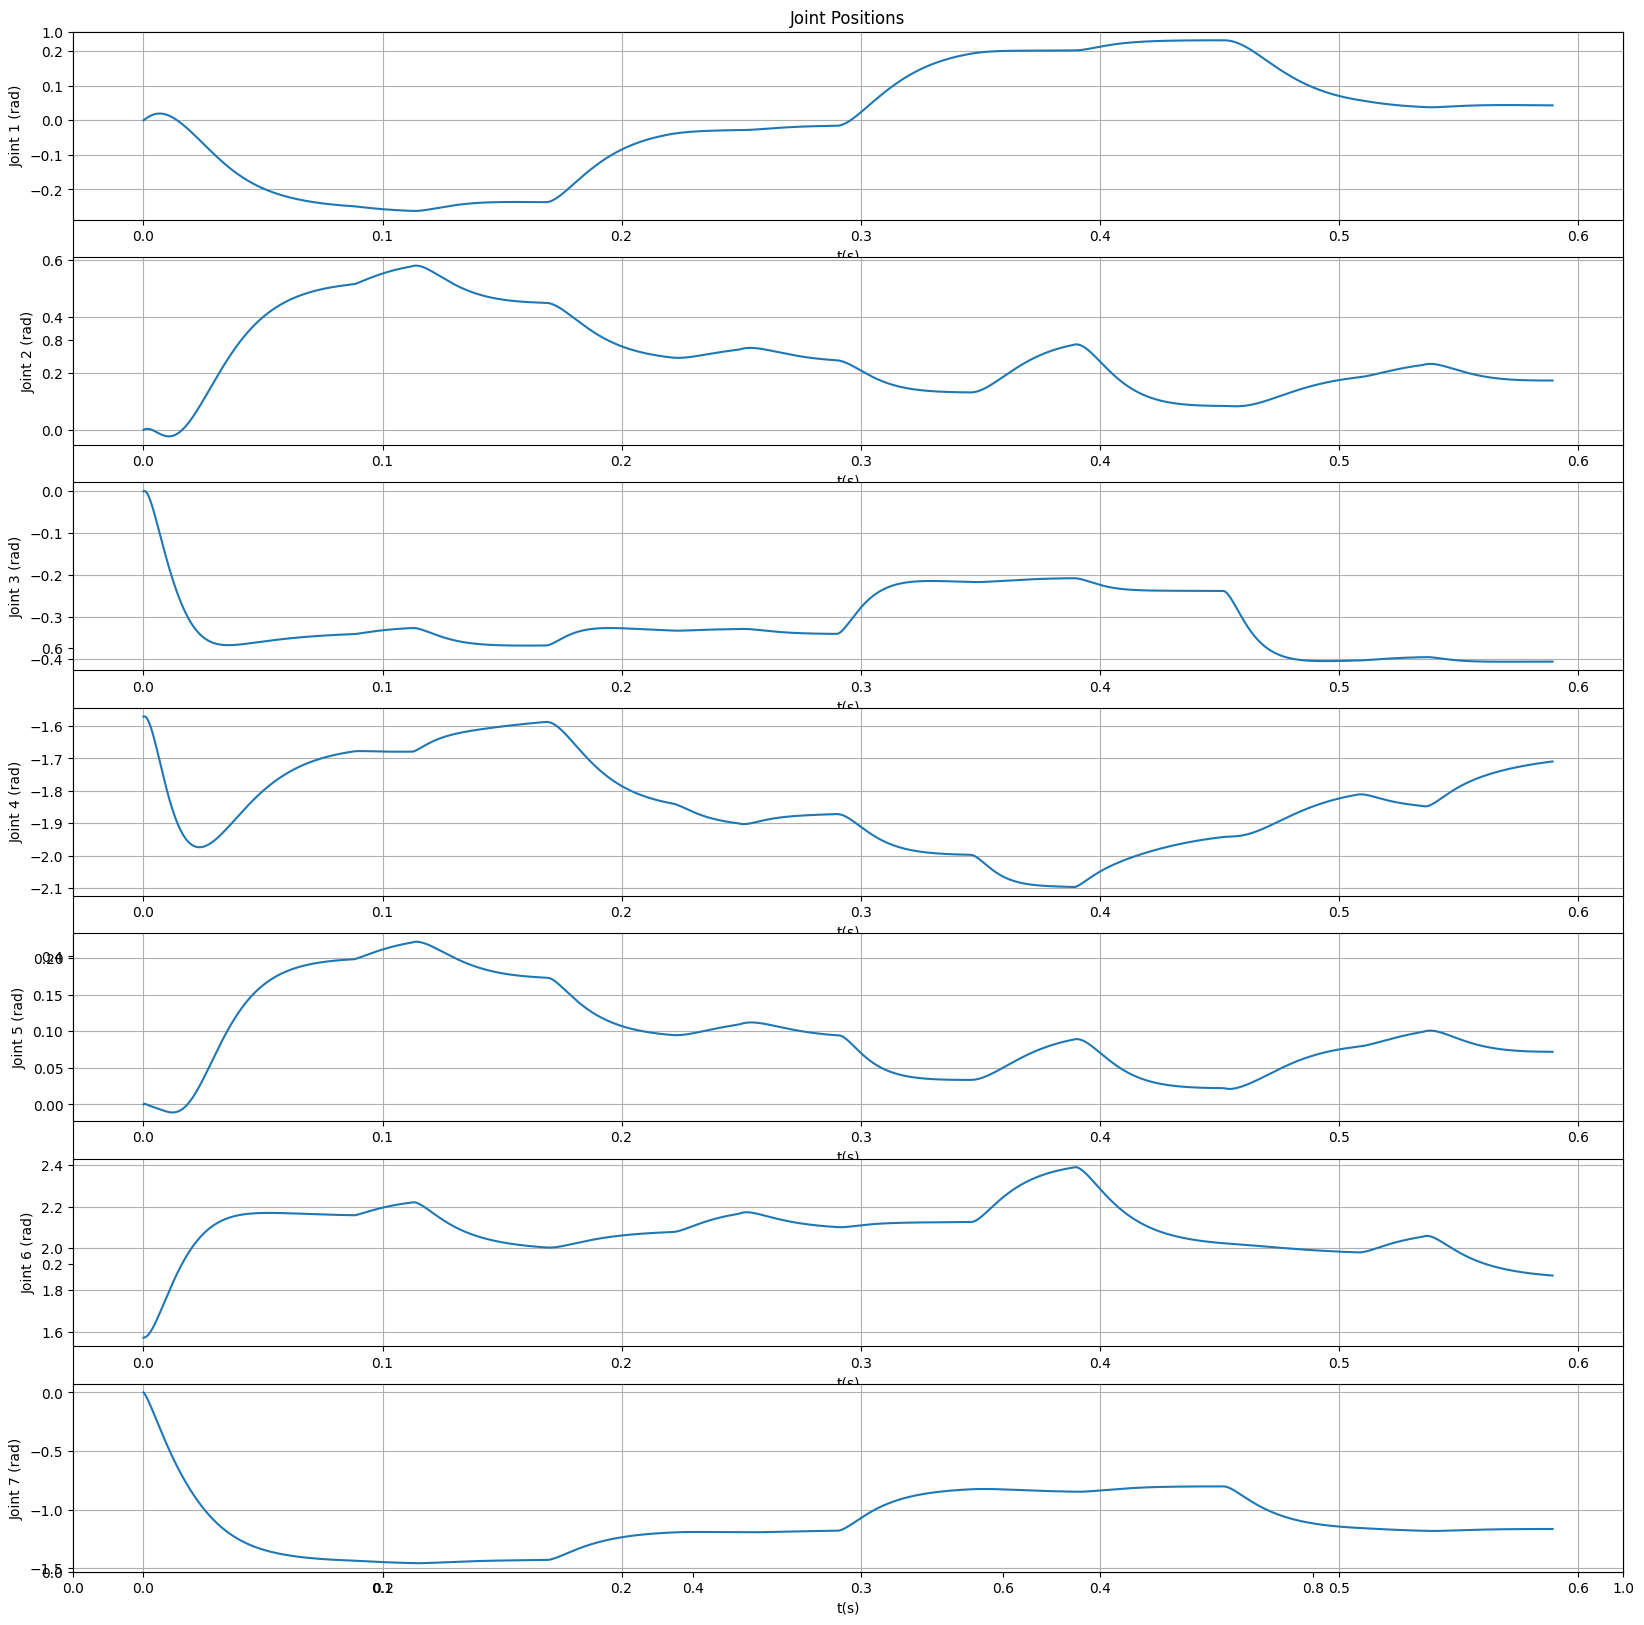 Joint Positions
1.0
0.2
0.1
0.0
−0.1
−0.2
Joint 1 (rad)
0.0 0.1 0.2 0.3 0.4 0.5 0.6
t(s)
0.6
0.4
0.8
0.2
0.0
Joint 2 (rad)
0.0 0.1 0.2 0.3 0.4 0.5 0.6
t(s)
0.0
−0.1
−0.2
−0.3
0.6
−0.4
Joint 3 (rad)
0.0 0.1 0.2 0.3 0.4 0.5 0.6
t(s)
−1.6
−1.7
−1.8
−1.9
−2.0
−2.1
Joint 4 (rad)
0.0 0.1 0.2 0.3 0.4 0.5 0.6
t(s)
0.4
0.20
0.15
0.10
0.05
0.00
Joint 5 (rad)
0.0 0.1 0.2 0.3 0.4 0.5 0.6
t(s)
2.4
2.2
2.0
0.2
1.8
1.6
Joint 6 (rad)
0.0 0.1 0.2 0.3 0.4 0.5 0.6
t(s)
0.0
−0.5
−1.0
−1.5
0.0
Joint 7 (rad)
0.0 0.0 0.1 0.2 0.2 0.4 0.3 0.6 0.4 0.8 0.5 0.6 1.0
t(s)